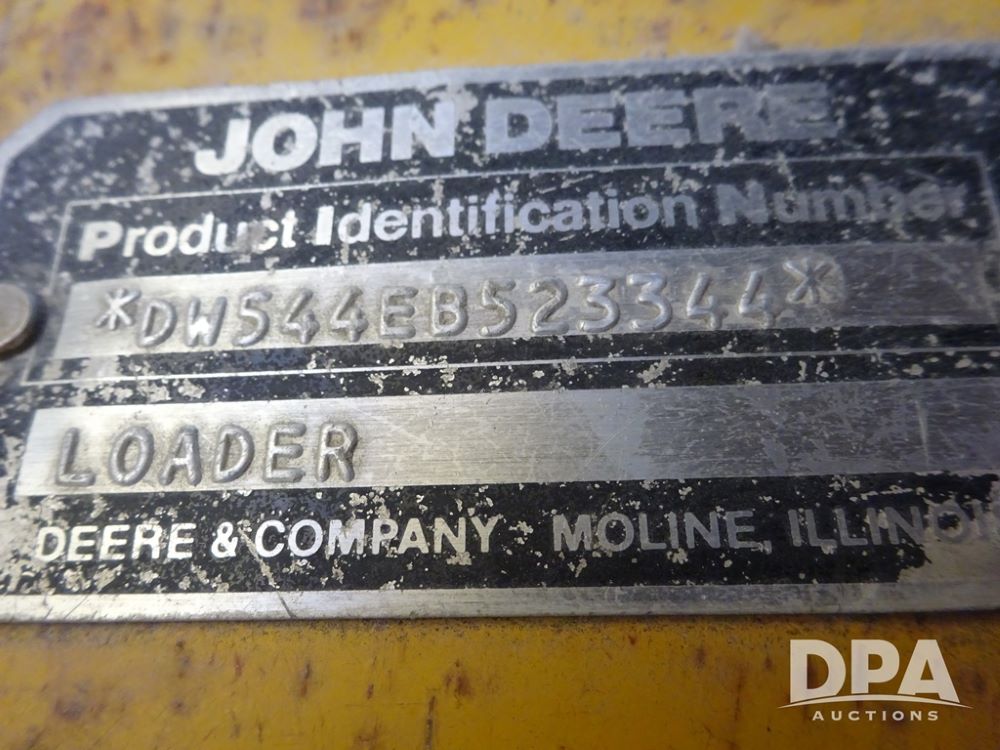 JOHN DEERE
Product Identification Number
*DW544EB523344*
LOADER
DEERE & COMPANY MOLINE, ILLINOI
DPA
AUCTIONS